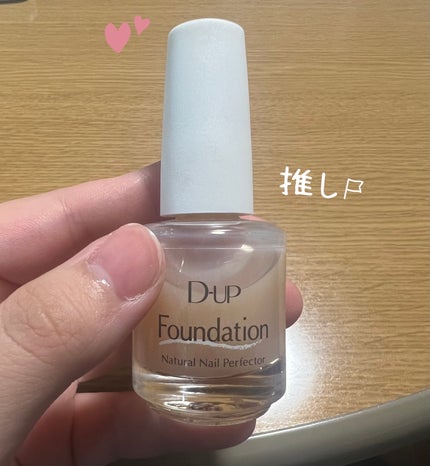 推し
D-UP
Foundation
Natural Nail Perfector